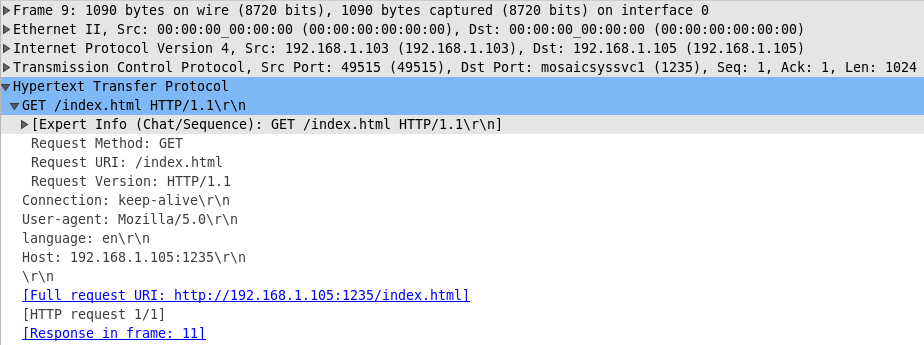 Frame 9: 1090 bytes on wire (8720 bits), 1090 bytes captured (8720 bits) on interface 0
Ethernet II, Src: 00:00:00_00:00:00 (00:00:00:00:00:00), Dst: 00:00:00_00:00:00 (00:00:00:00:00:00)
Internet Protocol Version 4, Src: 192.168.1.103 (192.168.1.103), Dst: 192.168.1.105 (192.168.1.105)
Transmission Control Protocol, Src Port: 49515 (49515), Dst Port: mosaicsyssvc1 (1235), Seq: 1, Ack: 1, Len: 1024
Hypertext Transfer Protocol
GET /index.html HTTP/1.1\r\n
[Expert Info (Chat/Sequence): GET /index.html HTTP/1.1\r\n]
Request Method: GET
Request URI: /index.html
Request Version: HTTP/1.1
Connection: keep-alive\r\n
User-agent: Mozilla/5.0\r\n
language: en\r\n
Host: 192.168.1.105:1235\r\n
\r\n
[Full request URI: http://192.168.1.105:1235/index.html]
[HTTP request 1/1]
[Response in frame: 11]